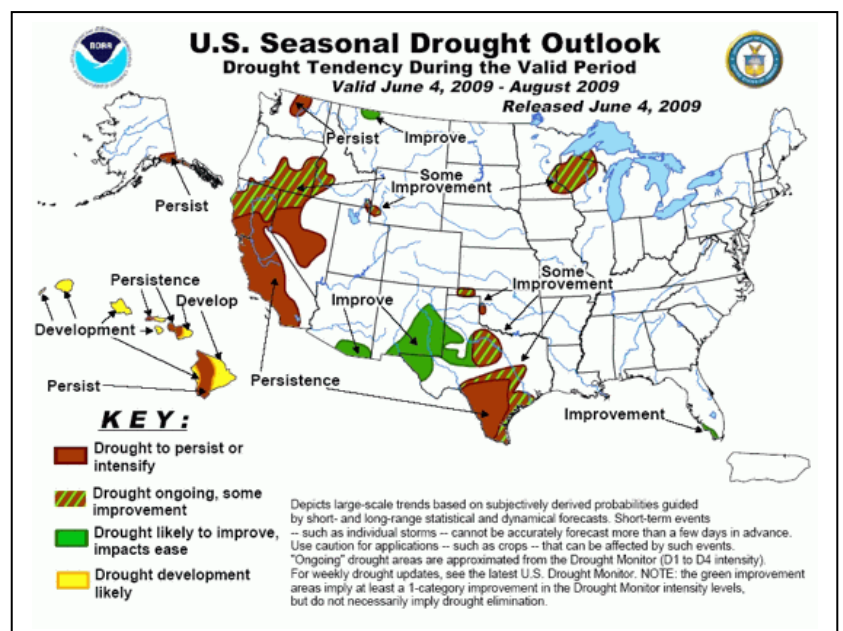 NOAA
U.S. Seasonal Drought Outlook
Drought Tendency During the Valid Period
Valid June 4, 2009 - August 2009
Released June 4, 2009
Persist
Improve
Some
Improvement
Persist
Persistence
Develop
Development
Improve
Some
Improvement
Persist
Persistence
Improvement
KEY:
Drought to persist or
intensify
Drought ongoing, some
improvement
Drought likely to improve,
impacts ease
Drought development
likely
Depicts large-scale trends based on subjectively derived probabilities guided
by short- and long-range statistical and dynamical forecasts. Short-term events
-- such as individual storms -- cannot be accurately forecast more than a few days in advance.
Use caution for applications -- such as crops -- that can be affected by such events.
"Ongoing" drought areas are approximated from the Drought Monitor (D1 to D4 intensity).
For weekly drought updates, see the latest U.S. Drought Monitor. NOTE: the green improvement
areas imply at least a 1-category improvement in the Drought Monitor intensity levels,
but do not necessarily imply drought elimination.